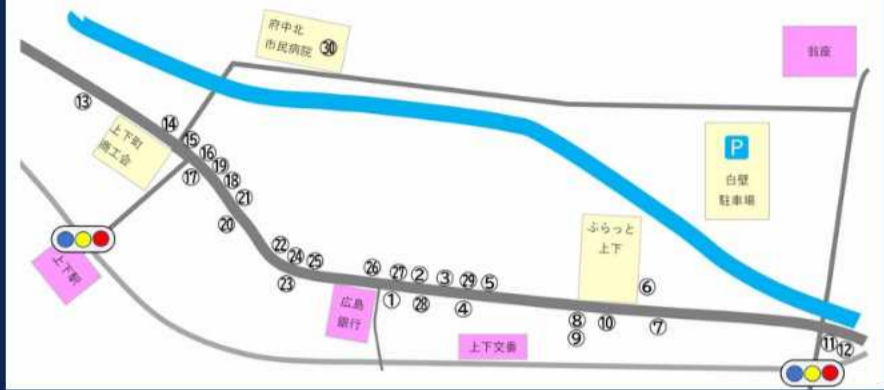 府中北
市民病院 ㉚
翁座
⑬
⑭
上下町
商工会
⑮
⑯
⑰
⑲
⑱
㉑
⑳
P
白壁
駐車場
上下駅
㉒
㉔
㉕
㉓
ぷらっと
上下
㉖
㉗
②
③
㉙
⑤
⑥
広島
銀行
①
㉘
④
⑧
⑩
⑦
⑨
上下交番
⑪
⑫